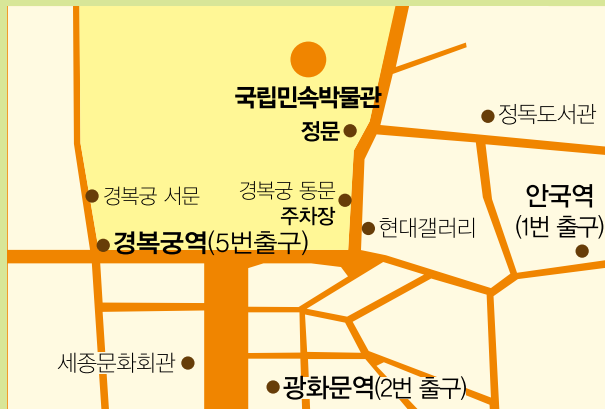 국립민속박물관
정문
정독도서관
경복궁 서문
경복궁 동문
주차장
안국역
(1번 출구)
현대갤러리
경복궁역(5번출구)
세종문화회관
광화문역(2번 출구)